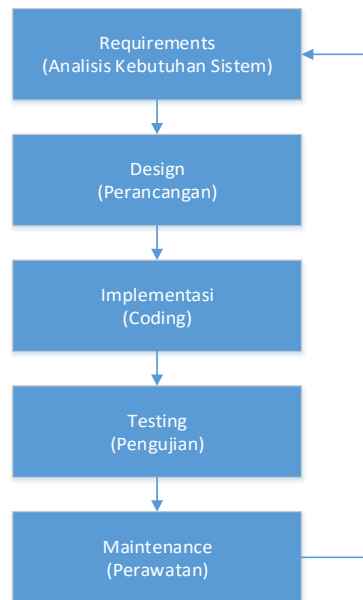 Requirements
(Analisis Kebutuhan Sistem)
Design
(Perancangan)
Implementasi
(Coding)
Testing
(Pengujian)
Maintenance
(Perawatan)